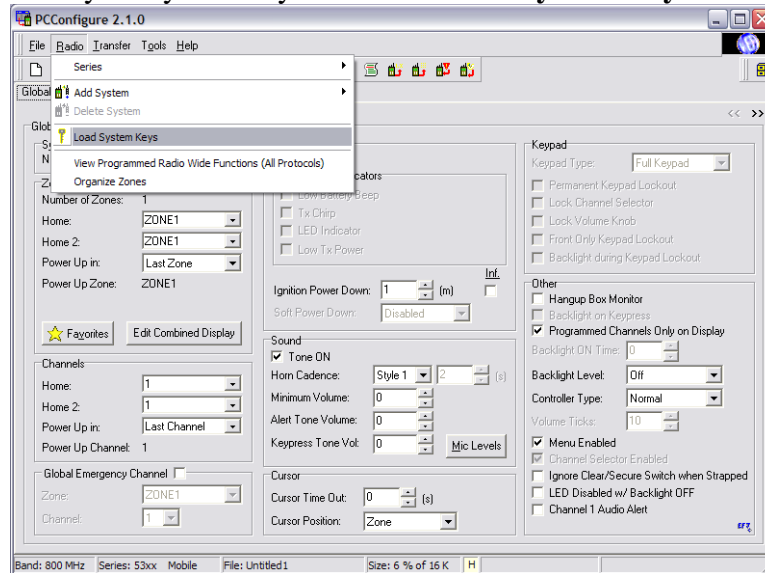 PCConfigure 2.1.0
File Radio Transfer Tools Help
Series
Global
Add System
Delete System
<< >>
Load System Keys
View Programmed Radio Wide Functions (All Protocols)
Organize Zones
Number of Zones: 1
Home: ZONE1
Home 2: ZONE1
Power Up in: Last Zone
Power Up Zone: ZONE1
Favorites Edit Combined Display
Channels
Home: 1
Home 2: 1
Power Up in: Last Channel
Power Up Channel: 1
Global Emergency Channel
Zone: ZONE1
Channel: 1
Low Battery Beep
Tx Chirp
LED Indicator
Low Tx Power
Inf.
Ignition Power Down: 1 (m)
Soft Power Down: Disabled
Sound
Tone ON
Horn Cadence: Style 1 2 (s)
Minimum Volume: 0
Alert Tone Volume: 0
Keypress Tone Vol: 0 Mic Levels
Cursor
Cursor Time Out: 0 (s)
Cursor Position: Zone
Keypad
Keypad Type: Full Keypad
Permanent Keypad Lockout
Lock Channel Selector
Lock Volume Knob
Front Only Keypad Lockout
Backlight during Keypad Lockout
Other
Hangup Box Monitor
Backlight on Keypress
Programmed Channels Only on Display
Backlight ON Time: 0
Backlight Level: Off
Controller Type: Normal
Volume Ticks: 10
Menu Enabled
Channel Selector Enabled
Ignore Clear/Secure Switch when Strapped
LED Disabled w/ Backlight OFF
Channel 1 Audio Alert
Band: 800 MHz Series: 53xx Mobile File: Untitled1 Size: 6 % of 16 K H